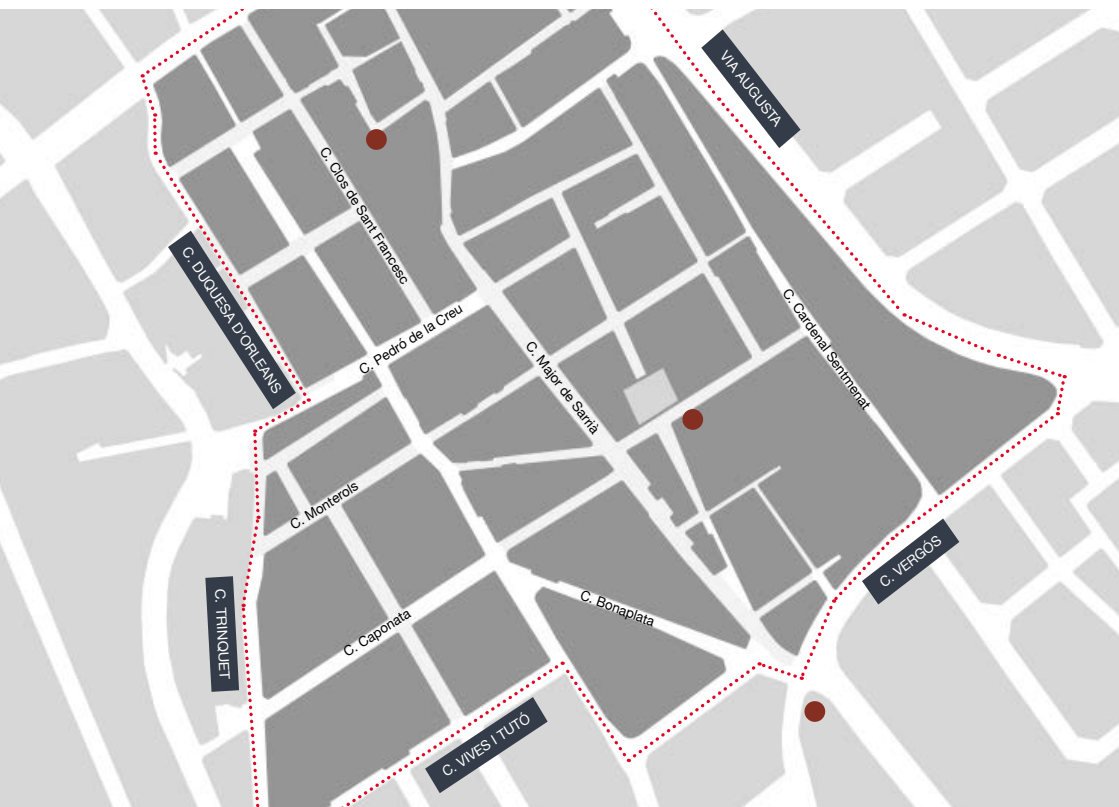 VIA AUGUSTA
C. Clos de Sant Francesc
C. DUQUESA D'ORLEANS
C. Pedró de la Creu
C. Major de Sarrià
C. Cardenal Sentmenat
C. Monterols
C. VERGÓS
C. TRINQUET
C. Caponata
C. Bonaplata
C. VIVES I TUTÓ